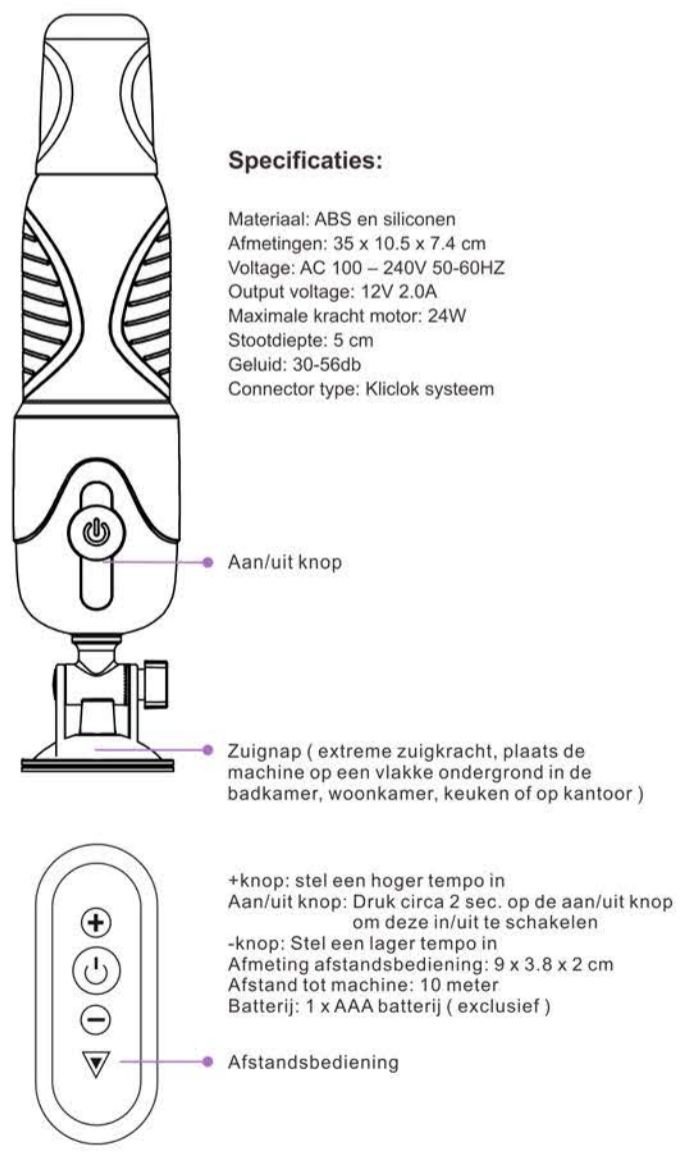 Specificaties:
Materiaal: ABS en siliconen
Afmetingen: 35 x 10.5 x 7.4 cm
Voltage: AC 100 – 240V 50-60HZ
Output voltage: 12V 2.0A
Maximale kracht motor: 24W
Stootdiepte: 5 cm
Geluid: 30-56db
Connector type: Kliclok systeem
Aan/uit knop
Zuignap ( extreme zuigkracht, plaats de
machine op een vlakke ondergrond in de
badkamer, woonkamer, keuken of op kantoor )
+knop: stel een hoger tempo in
Aan/uit knop: Druk circa 2 sec. op de aan/uit knop
om deze in/uit te schakelen
-knop: Stel een lager tempo in
Afmeting afstandsbediening: 9 x 3.8 x 2 cm
Afstand tot machine: 10 meter
Batterij: 1 x AAA batterij ( exclusief )
Afstandsbediening